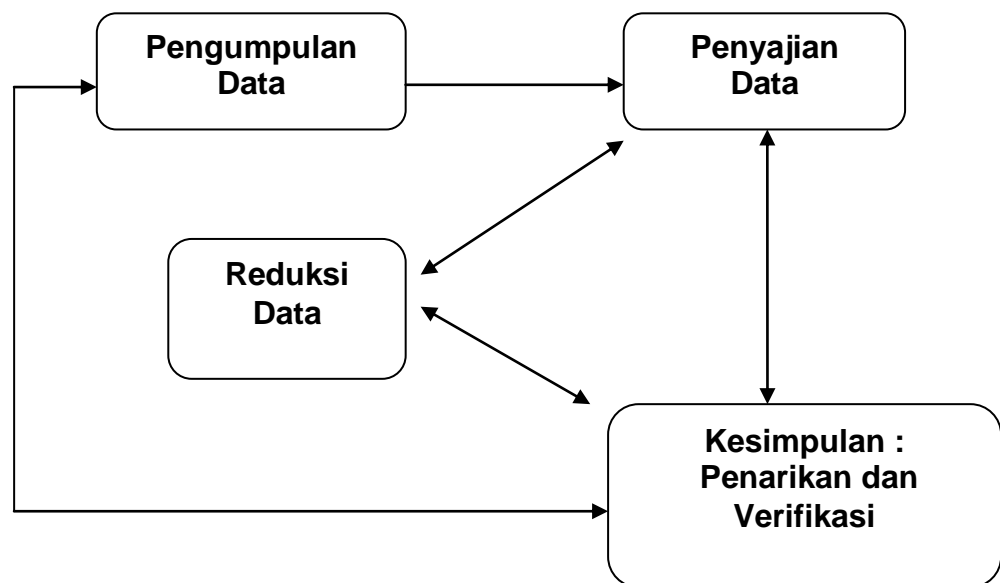 Pengumpulan
Data
Penyajian
Data
Reduksi
Data
Kesimpulan :
Penarikan dan
Verifikasi